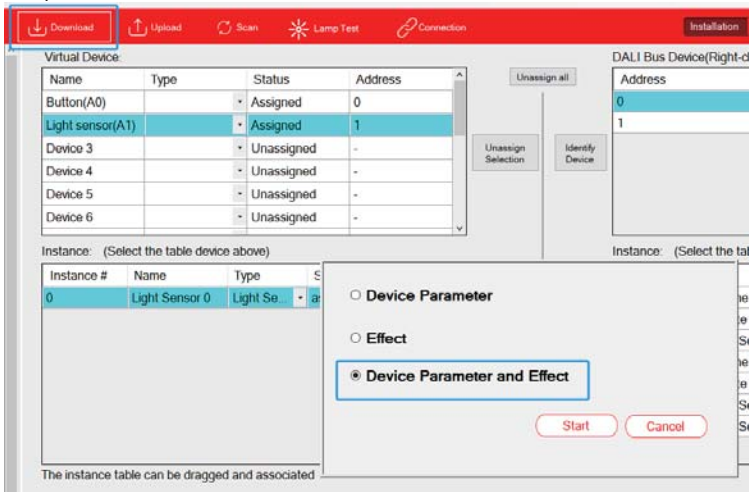 Download Upload Scan Lamp Test Connection Installation
Virtual Device:
Name Type Status Address
Button(A0) Assigned 0
Light sensor(A1) Assigned 1
Device 3 Unassigned -
Device 4 Unassigned -
Device 5 Unassigned -
Device 6 Unassigned -
Unassign all
Unassign
Selection
Identify
Device
DALI Bus Device(Right-c
Address
0
1
Instance: (Select the table device above)
Instance # Name Type S
0 Light Sensor 0 Light Se... as
Instance: (Select the tal
Device Parameter
Effect
Device Parameter and Effect
Start Cancel
The instance table can be dragged and associated